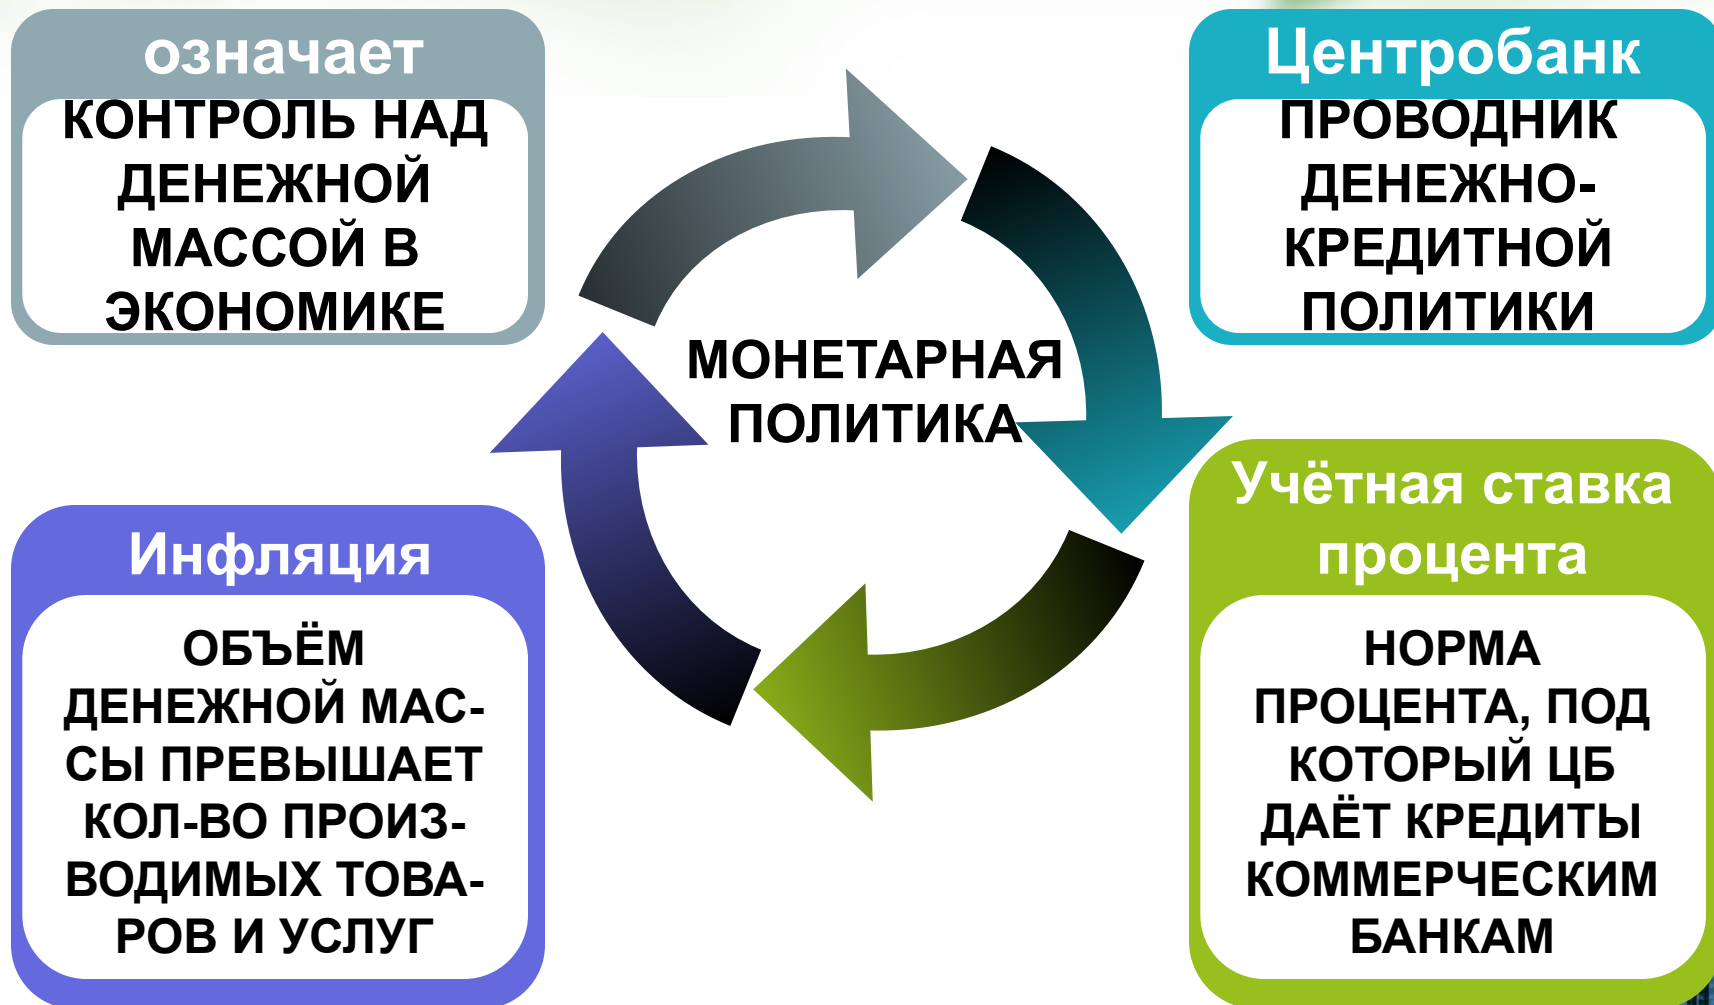 означает
КОНТРОЛЬ НАД
ДЕНЕЖНОЙ
МАССОЙ В
ЭКОНОМИКЕ
Центробанк
ПРОВОДНИК
ДЕНЕЖНО-
КРЕДИТНОЙ
ПОЛИТИКИ
МОНЕТАРНАЯ
ПОЛИТИКА
Инфляция
ОБЪЁМ
ДЕНЕЖНОЙ МАС-
СЫ ПРЕВЫШАЕТ
КОЛ-ВО ПРОИЗ-
ВОДИМЫХ ТОВА-
РОВ И УСЛУГ
Учётная ставка
процента
НОРМА
ПРОЦЕНТА, ПОД
КОТОРЫЙ ЦБ
ДАЁТ КРЕДИТЫ
КОММЕРЧЕСКИМ
БАНКАМ